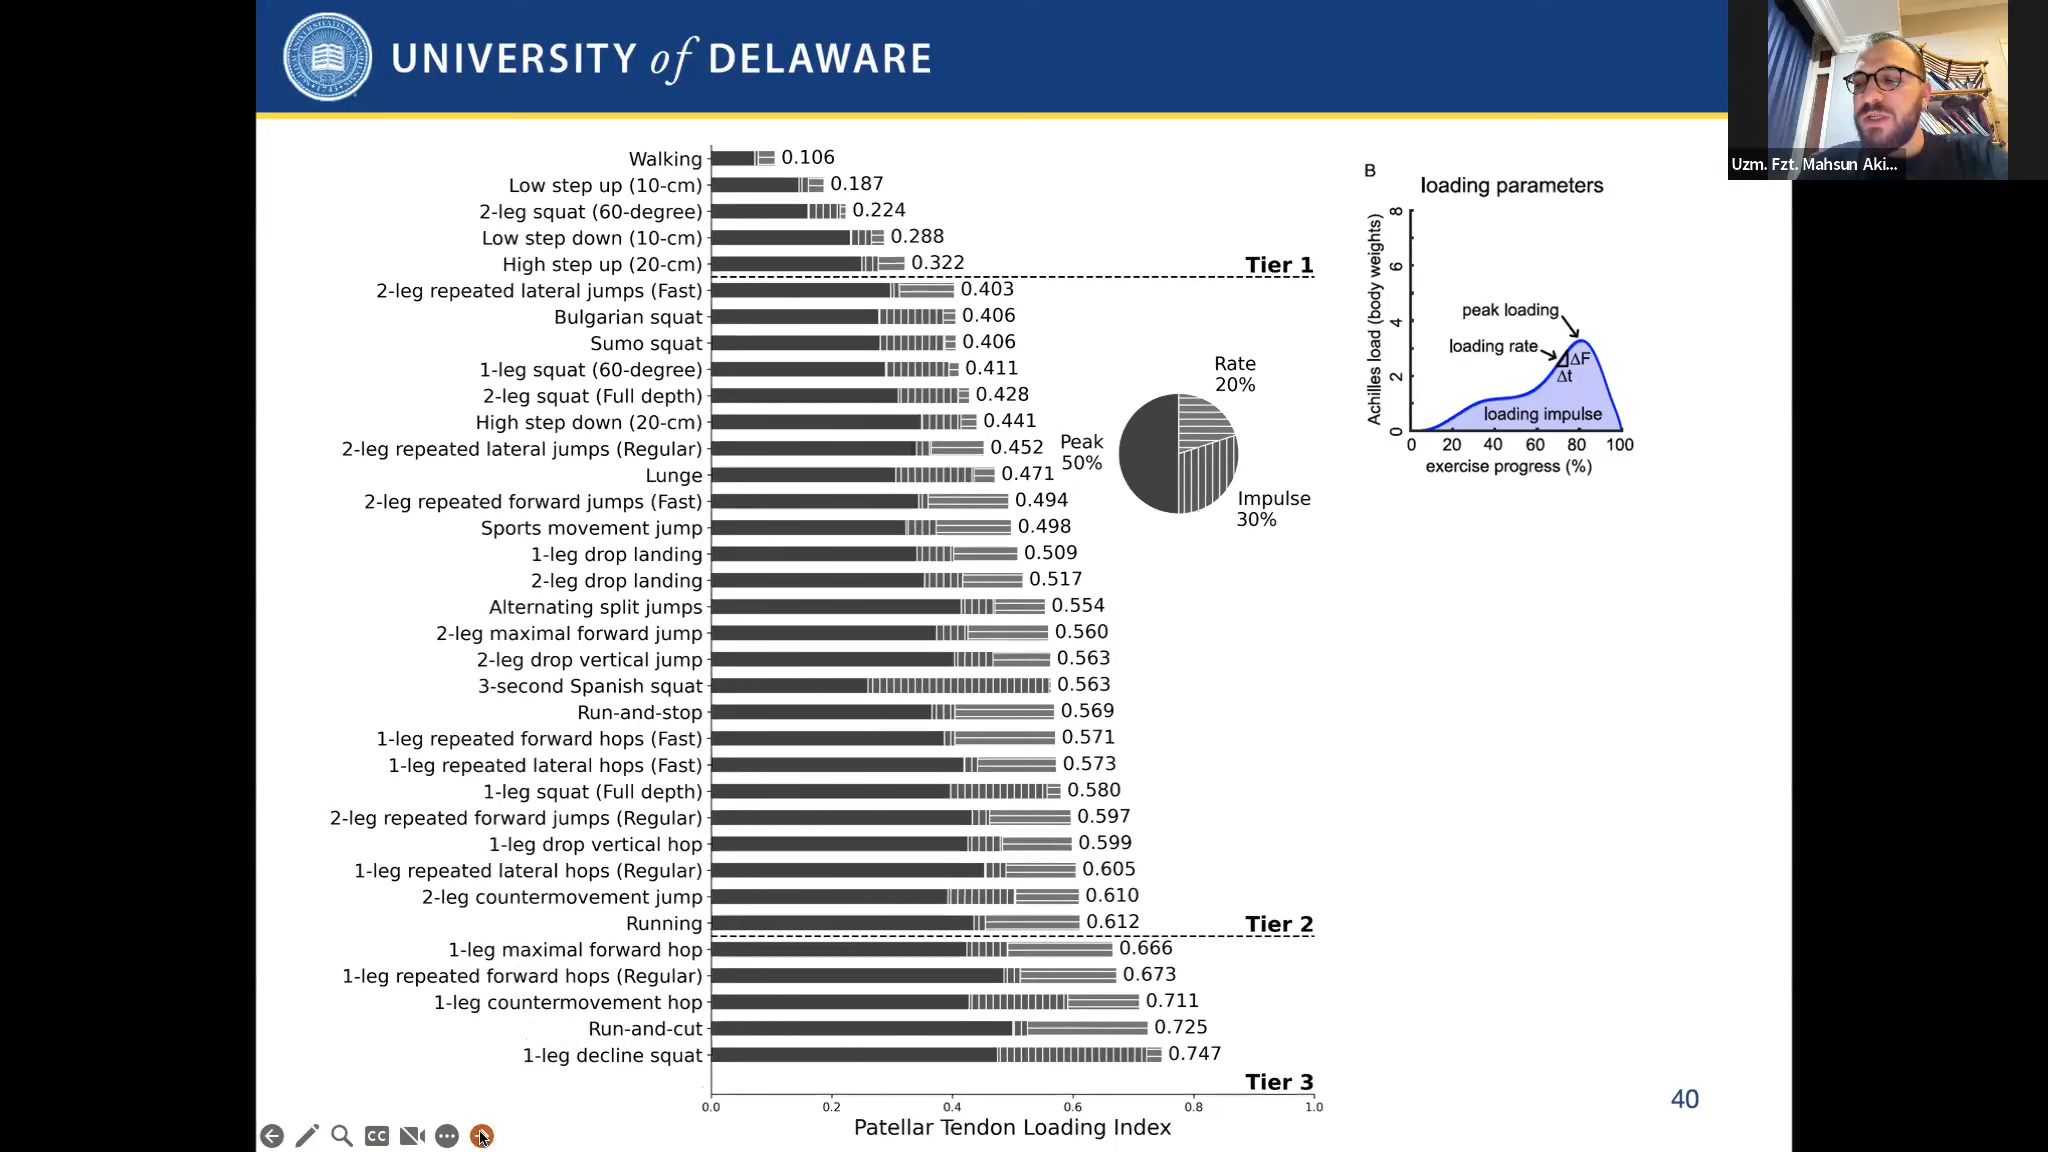 UNIVERSITY of DELAWARE
Uzm. Fzt. Mahsun Aki...
Walking 0.106
Low step up (10-cm) 0.187
2-leg squat (60-degree) 0.224
Low step down (10-cm) 0.288
High step up (20-cm) 0.322
Tier 1
2-leg repeated lateral jumps (Fast) 0.403
Bulgarian squat 0.406
Sumo squat 0.406
1-leg squat (60-degree) 0.411
2-leg squat (Full depth) 0.428
High step down (20-cm) 0.441
2-leg repeated lateral jumps (Regular) 0.452
Lunge 0.471
2-leg repeated forward jumps (Fast) 0.494
Sports movement jump 0.498
1-leg drop landing 0.509
2-leg drop landing 0.517
Alternating split jumps 0.554
2-leg maximal forward jump 0.560
2-leg drop vertical jump 0.563
3-second Spanish squat 0.563
Run-and-stop 0.569
1-leg repeated forward hops (Fast) 0.571
1-leg repeated lateral hops (Fast) 0.573
1-leg squat (Full depth) 0.580
2-leg repeated forward jumps (Regular) 0.597
1-leg drop vertical hop 0.599
1-leg repeated lateral hops (Regular) 0.605
2-leg countermovement jump 0.610
Running 0.612
Tier 2
1-leg maximal forward hop 0.666
1-leg repeated forward hops (Regular) 0.673
1-leg countermovement hop 0.711
Run-and-cut 0.725
1-leg decline squat 0.747
Tier 3
0.0 0.2 0.4 0.6 0.8 1.0
Patellar Tendon Loading Index
Rate
20%
Peak
50%
Impulse
30%
B
loading parameters
Achilles load (body weights)
8
6
4
2
0
peak loading
loading rate
ΔF
Δt
loading impulse
0 20 40 60 80 100
exercise progress (%)
40
CC